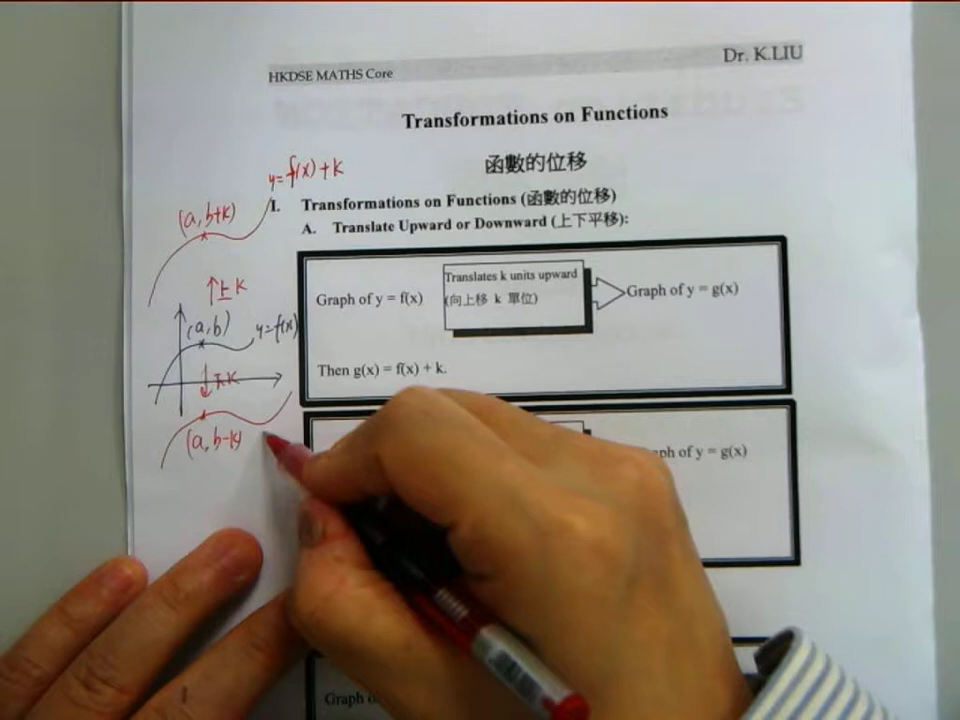 HKDSE MATHS Core
Dr. K.LIU
Transformations on Functions
函數的位移
I. Transformations on Functions (函數的位移)
A. Translate Upward or Downward (上下平移):
Graph of y = f(x)
Translates k units upward
(向上移 k 單位)
Graph of y = g(x)
Then g(x) = f(x) + k.
of y = g(x)
Graph
y=f(x)+k
(a, b+k)
↑上k
(a,b)
y=f(x)
↓下k
(a, b-k)